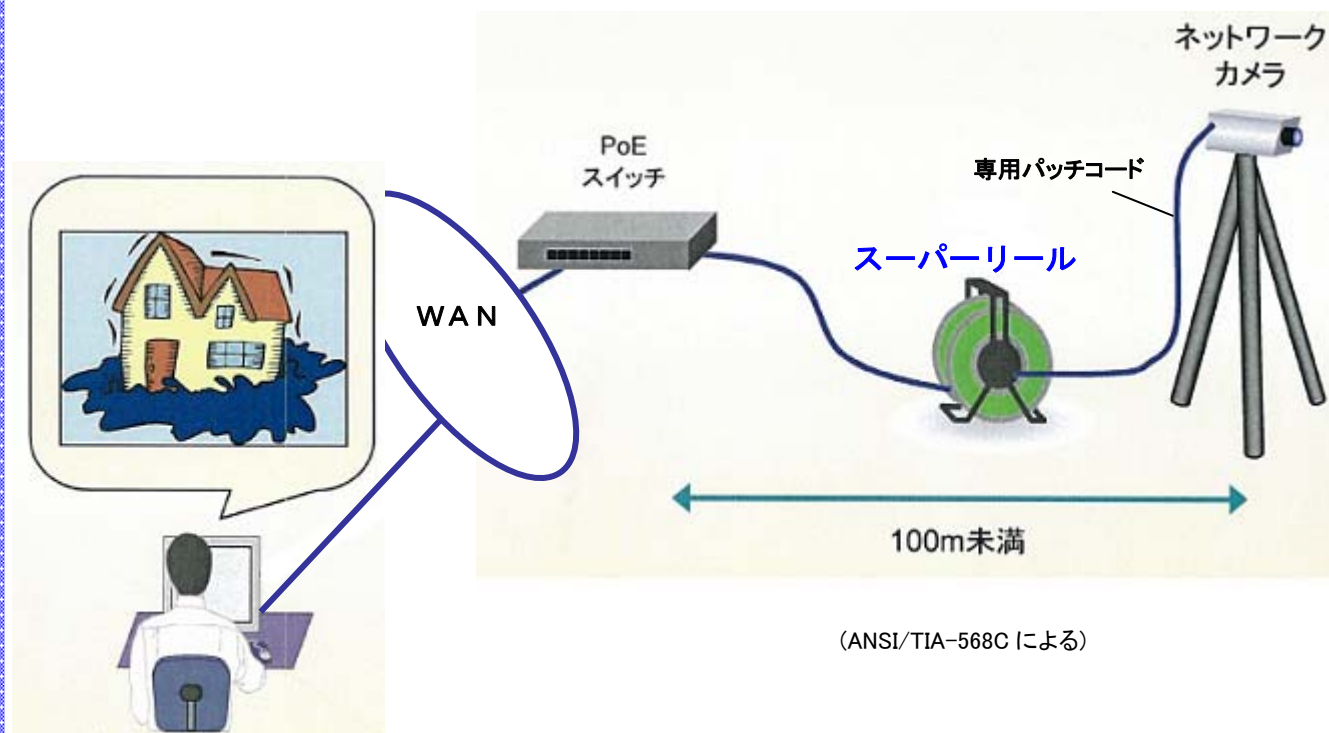 ネットワーク
カメラ
PoE
スイッチ
専用パッチコード
スーパーリール
WAN
100m未満
(ANSI/TIA-568C による)